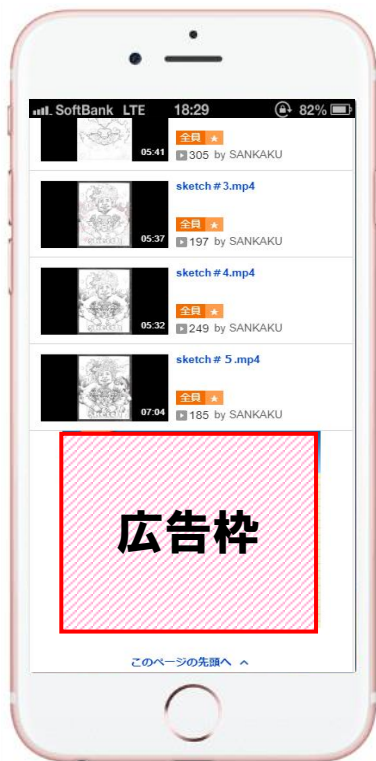 SoftBank LTE 18:29 82%
05:41
全員 ★
305 by SANKAKU
sketch#3.mp4
05:37
全員 ★
197 by SANKAKU
sketch#4.mp4
05:32
全員 ★
249 by SANKAKU
sketch# 5.mp4
07:04
全員 ★
185 by SANKAKU
広告枠
このページの先頭へ ^